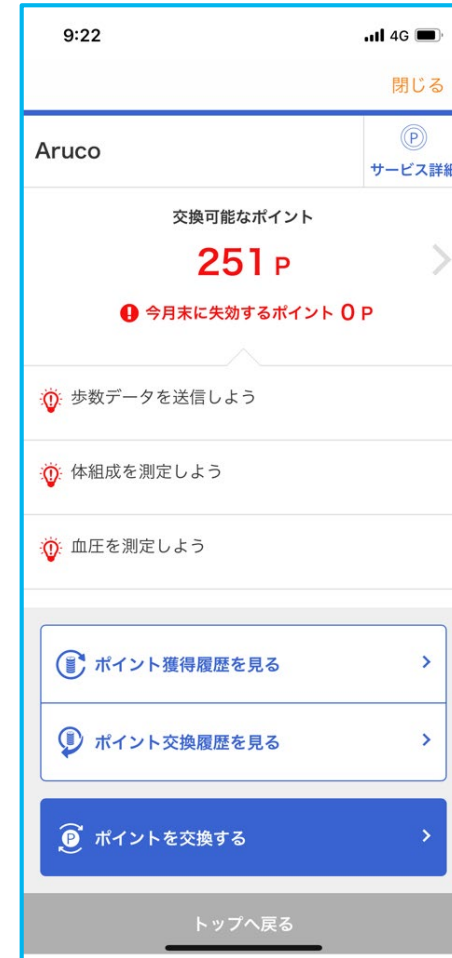 9:22
4G
閉じる
Aruco
P
サービス詳細
交換可能なポイント
251 P
今月末に失効するポイント 0 P
歩数データを送信しよう
体組成を測定しよう
血圧を測定しよう
ポイント獲得履歴を見る
ポイント交換履歴を見る
P ポイントを交換する
トップへ戻る